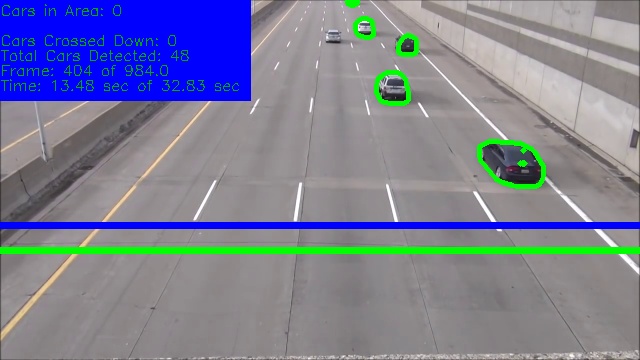 Cars in Area: 0
Cars Crossed Down: 0
Total Cars Detected: 48
Frame: 404 of 984.0
Time: 13.48 sec of 32.83 sec